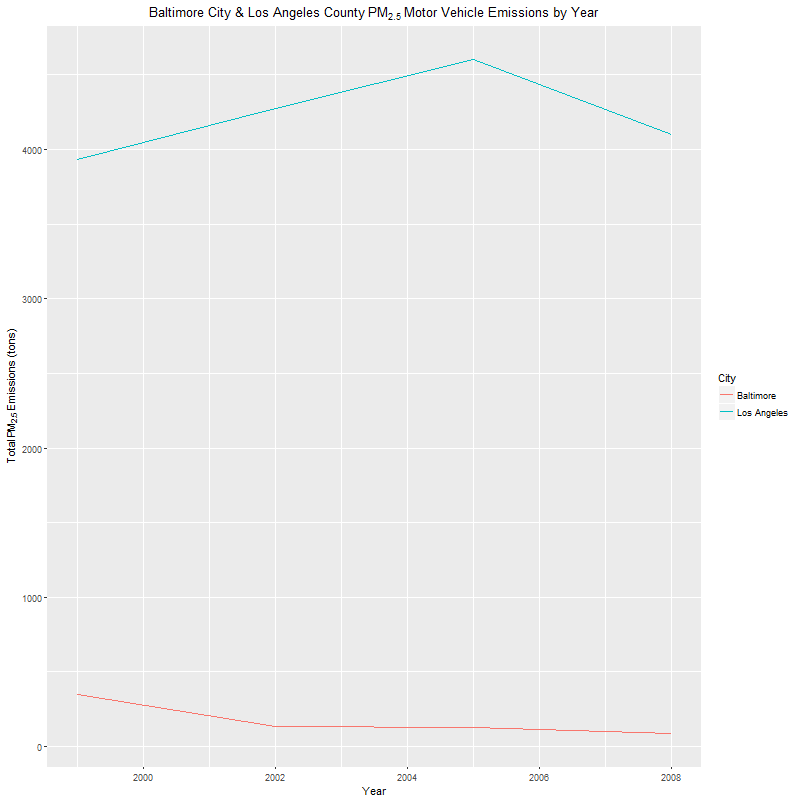 Baltimore City & Los Angeles County PM2.5 Motor Vehicle Emissions by Year
Total PM2.5 Emissions (tons)
4000
3000
2000
1000
0
2000
2002
2004
2006
2008
Year
City
Baltimore
Los Angeles